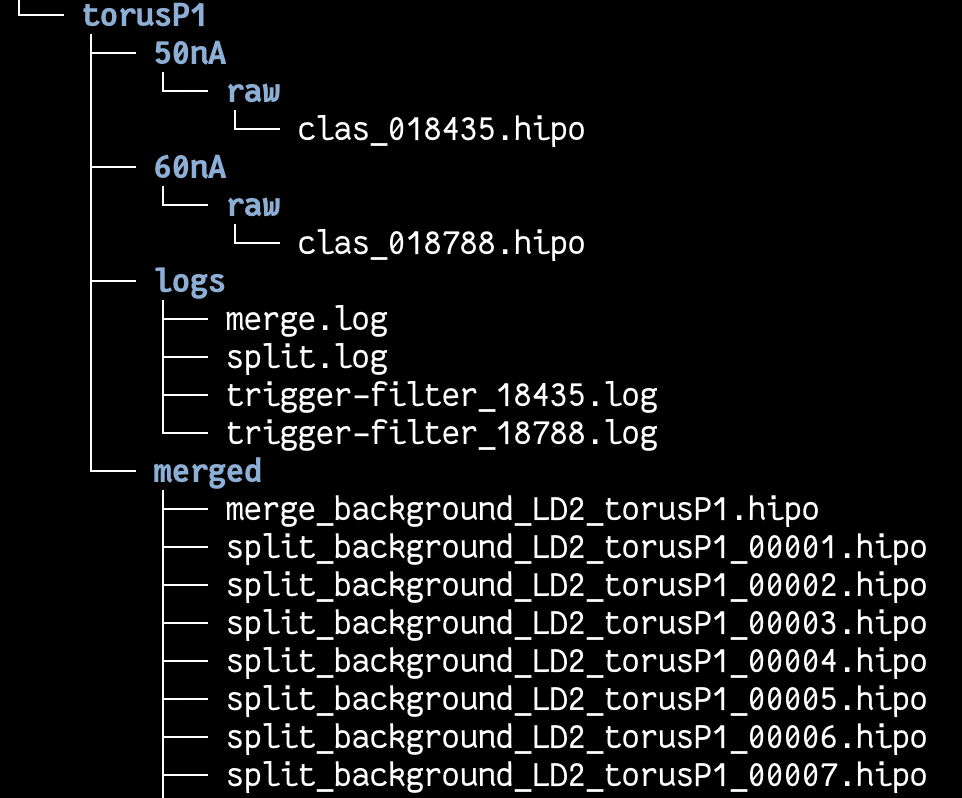 torusP1
50nA
raw
clas_018435.hipo
60nA
raw
clas_018788.hipo
logs
merge.log
split.log
trigger-filter_18435.log
trigger-filter_18788.log
merged
merge_background_LD2_torusP1.hipo
split_background_LD2_torusP1_00001.hipo
split_background_LD2_torusP1_00002.hipo
split_background_LD2_torusP1_00003.hipo
split_background_LD2_torusP1_00004.hipo
split_background_LD2_torusP1_00005.hipo
split_background_LD2_torusP1_00006.hipo
split_background_LD2_torusP1_00007.hipo